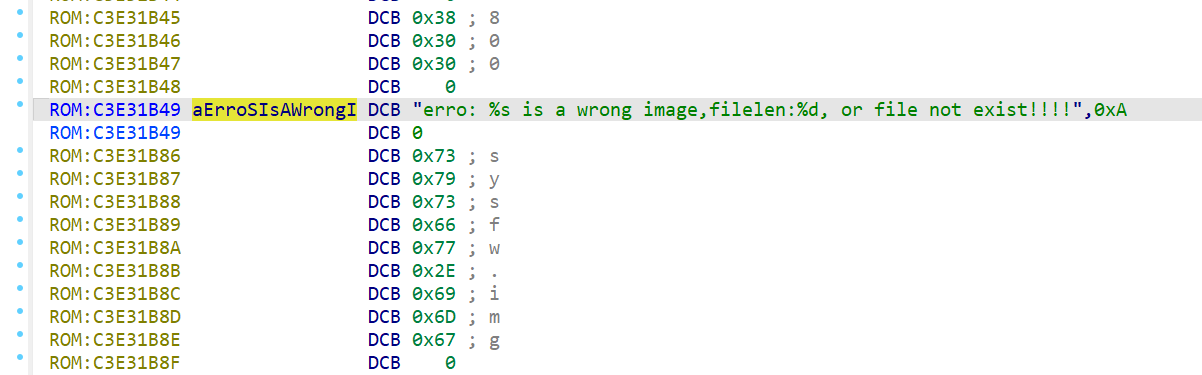 ROM:C3E31B45 DCB 0x38 ; 8
ROM:C3E31B46 DCB 0x30 ; 0
ROM:C3E31B47 DCB 0x30 ; 0
ROM:C3E31B48 DCB 0
ROM:C3E31B49 aErroSIsAWrongI DCB "erro: %s is a wrong image,filelen:%d, or file not exist!!!!",0xA
ROM:C3E31B49 DCB 0
ROM:C3E31B86 DCB 0x73 ; s
ROM:C3E31B87 DCB 0x79 ; y
ROM:C3E31B88 DCB 0x73 ; s
ROM:C3E31B89 DCB 0x66 ; f
ROM:C3E31B8A DCB 0x77 ; w
ROM:C3E31B8B DCB 0x2E ; .
ROM:C3E31B8C DCB 0x69 ; i
ROM:C3E31B8D DCB 0x6D ; m
ROM:C3E31B8E DCB 0x67 ; g
ROM:C3E31B8F DCB 0